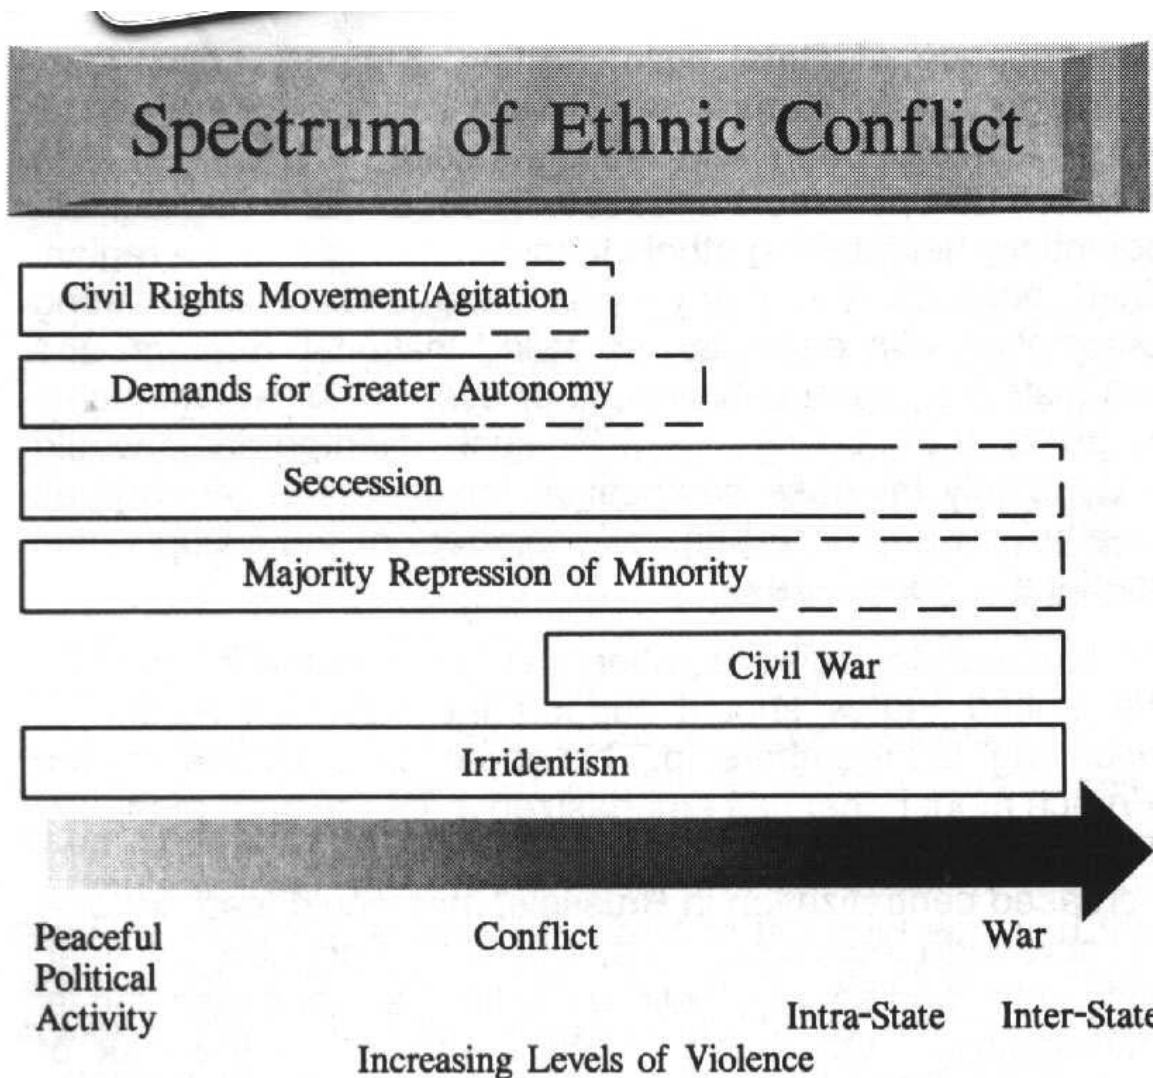 Spectrum of Ethnic Conflict
Civil Rights Movement/Agitation
Demands for Greater Autonomy
Seccession
Majority Repression of Minority
Civil War
Irridentism
Peaceful
Political
Activity
Conflict
War
Intra-State
Inter-State
Increasing Levels of Violence